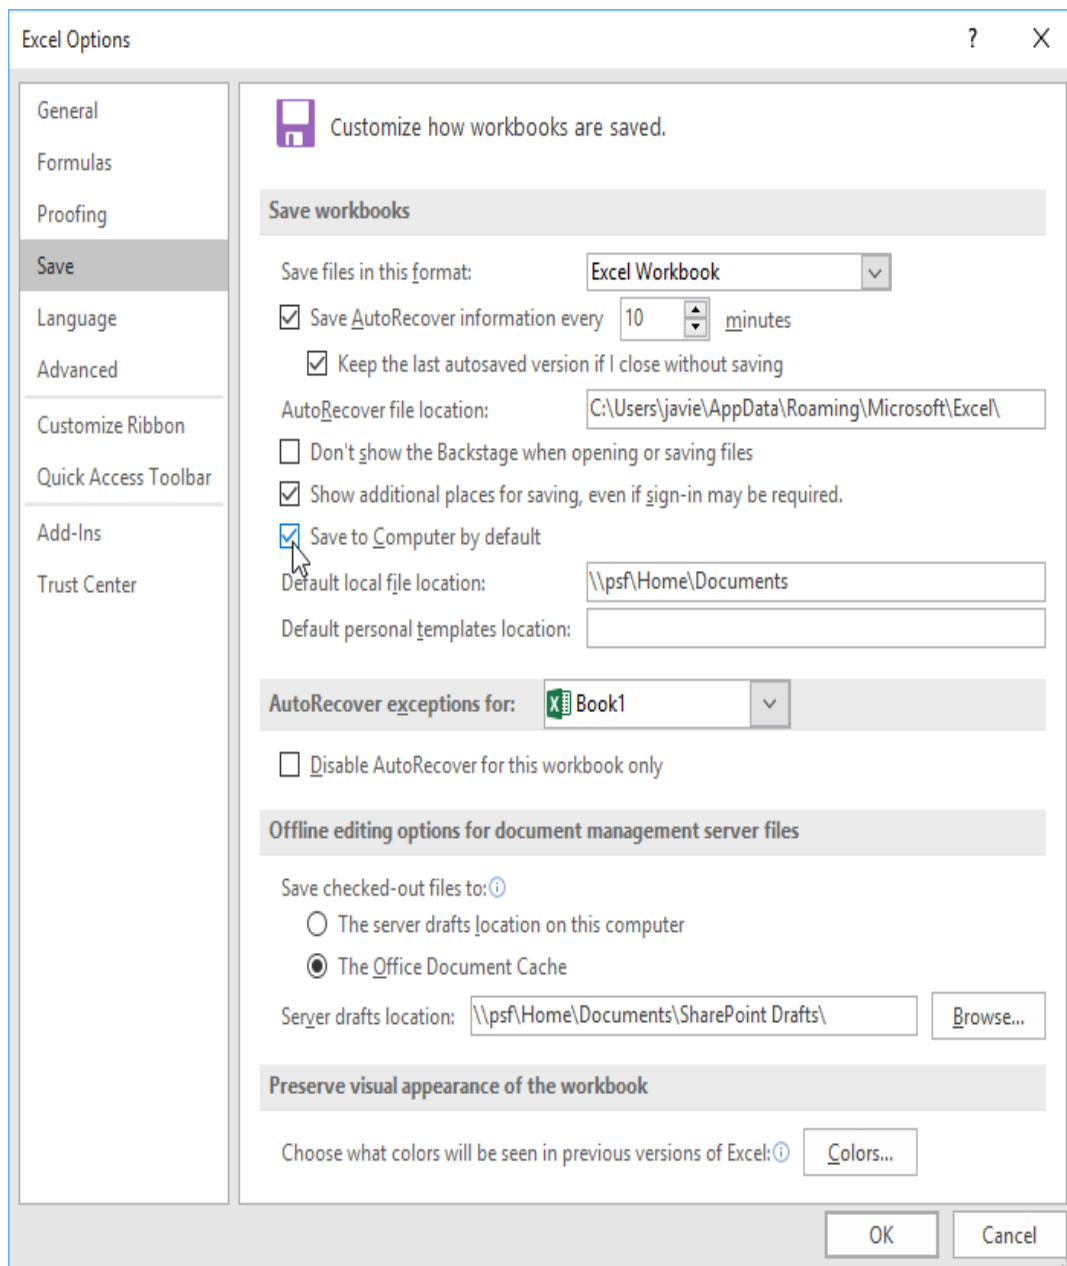 Excel Options
?
General
Formulas
Proofing
Save
Language
Advanced
Customize Ribbon
Quick Access Toolbar
Add-Ins
Trust Center
Customize how workbooks are saved.
Save workbooks
Save files in this format: Excel Workbook
Save AutoRecover information every 10 minutes
Keep the last autosaved version if I close without saving
AutoRecover file location: C:\Users\javie\AppData\Roaming\Microsoft\Excel\
Don't show the Backstage when opening or saving files
Show additional places for saving, even if sign-in may be required.
Save to Computer by default
Default local file location: \\psf\Home\Documents
Default personal templates location:
AutoRecover exceptions for: Book1
Disable AutoRecover for this workbook only
Offline editing options for document management server files
Save checked-out files to:
The server drafts location on this computer
The Office Document Cache
Server drafts location: \\psf\Home\Documents\SharePoint Drafts\ Browse...
Preserve visual appearance of the workbook
Choose what colors will be seen in previous versions of Excel: Colors...
OK Cancel